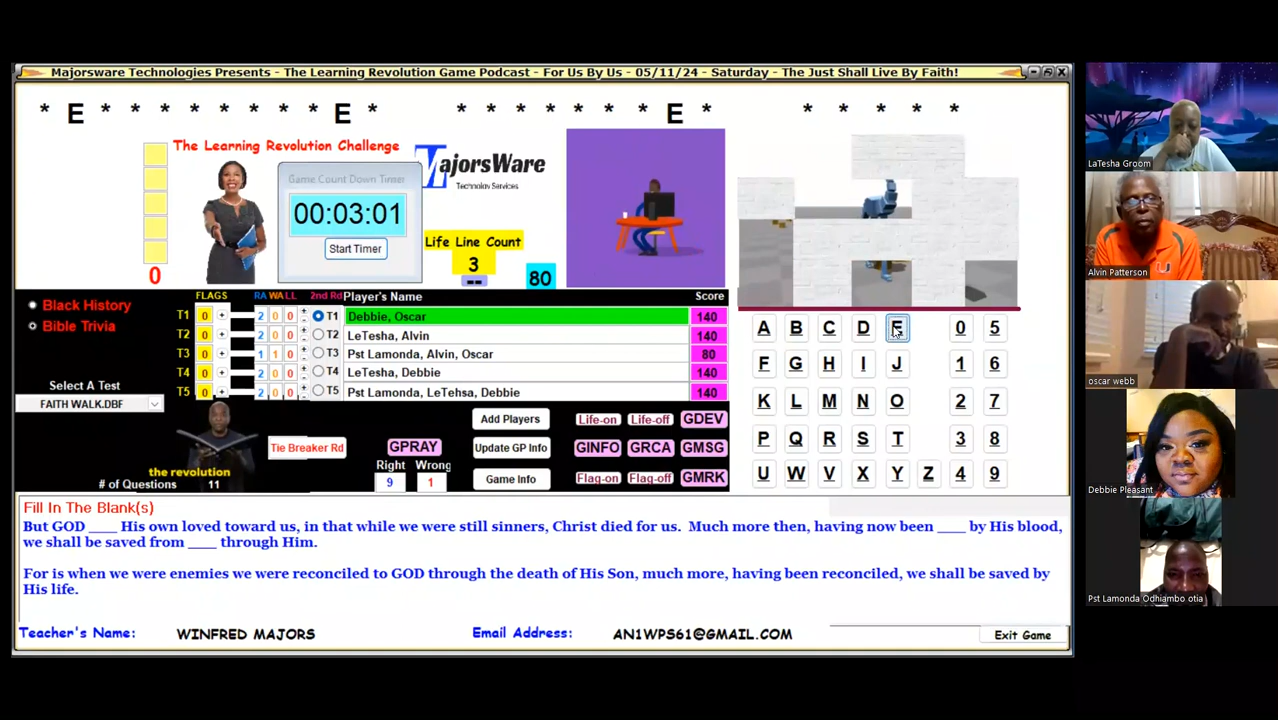 Majorsware Technologies Presents - The Learning Revolution Game Podcast - For Us By Us - 05/11/24 - Saturday - The Just Shall Live By Faith!
* E * * * * * * * E * * * * * * * E * * * * * *
The Learning Revolution Challenge
0
Game Count Down Timer
00:03:01
Start Timer
MajorsWare
Technology Services
Life Line Count
3
--
80
Black History
Bible Trivia
Select A Test
FAITH WALK.DBF
the revolution
# of Questions 11
FLAGS RA WA LL 2nd Rd Player's Name Score
T1 0 + 2 0 0 T1 Debbie, Oscar 140
T2 0 + 2 0 0 T2 LeTesha, Alvin 140
T3 0 + 1 1 0 T3 Pst Lamonda, Alvin, Oscar 80
T4 0 + 2 0 0 T4 LeTesha, Debbie 140
T5 0 + 2 0 0 T5 Pst Lamonda, LeTehsa, Debbie 140
Tie Breaker Rd
GPRAY
Right Wrong
9 1
Add Players Life-on Life-off GDEV
Update GP Info GINFO GRCA GMSG
Game Info Flag-on Flag-off GMRK
A B C D E 0 5
F G H I J 1 6
K L M N O 2 7
P Q R S T 3 8
U W V X Y Z 4 9
Fill In The Blank(s)
But GOD ____ His own loved toward us, in that while we were still sinners, Christ died for us. Much more then, having now been ____ by His blood,
we shall be saved from ____ through Him.
For is when we were enemies we were reconciled to GOD through the death of His Son, much more, having been reconciled, we shall be saved by
His life.
Teacher's Name: WINFRED MAJORS Email Address: AN1WPS61@GMAIL.COM
Exit Game
LaTesha Groom
Alvin Patterson
oscar webb
Debbie Pleasant
Pst Lamonda Odhiambo otia